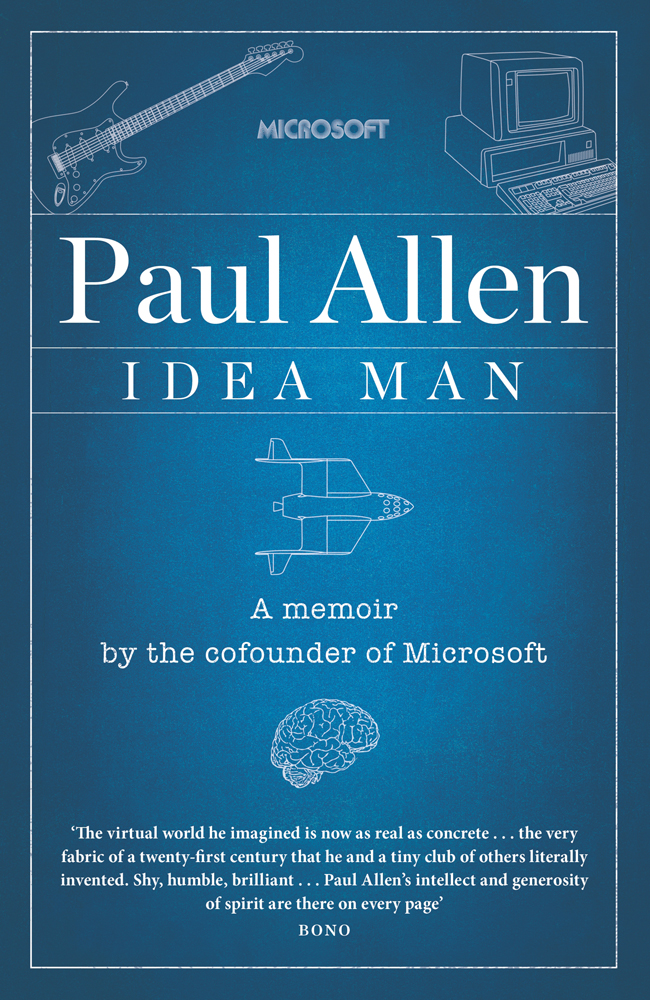 MICROSOFT
Paul Allen
IDEA MAN
A memoir
by the cofounder of Microsoft
‘The virtual world he imagined is now as real as concrete . . . the very
fabric of a twenty-first century that he and a tiny club of others literally
invented. Shy, humble, brilliant . . . Paul Allen’s intellect and generosity
of spirit are there on every page’
BONO